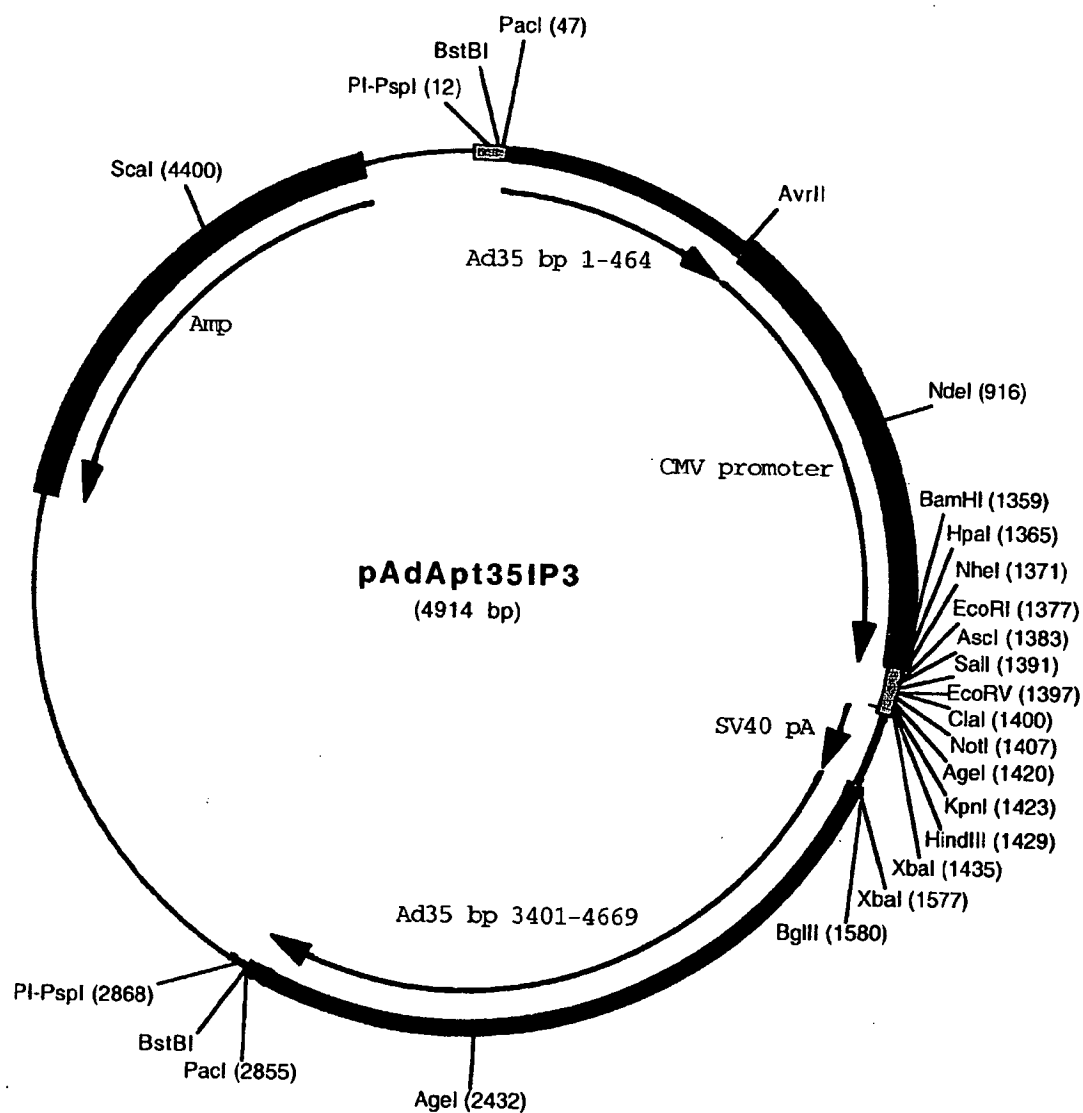 PacI (47)
BstBI
PI-PspI (12)
ScaI (4400)
AvrII
Ad35 bp 1-464
Amp
NdeI (916)
CMV promoter
BamHI (1359)
HpaI (1365)
NheI (1371)
EcoRI (1377)
AscI (1383)
SalI (1391)
EcoRV (1397)
ClaI (1400)
NotI (1407)
AgeI (1420)
KpnI (1423)
HindIII (1429)
XbaI (1435)
XbaI (1577)
BglII (1580)
pAdApt35IP3
(4914 bp)
SV40 pA
Ad35 bp 3401-4669
PI-PspI (2868)
BstBI
PacI (2855)
AgeI (2432)